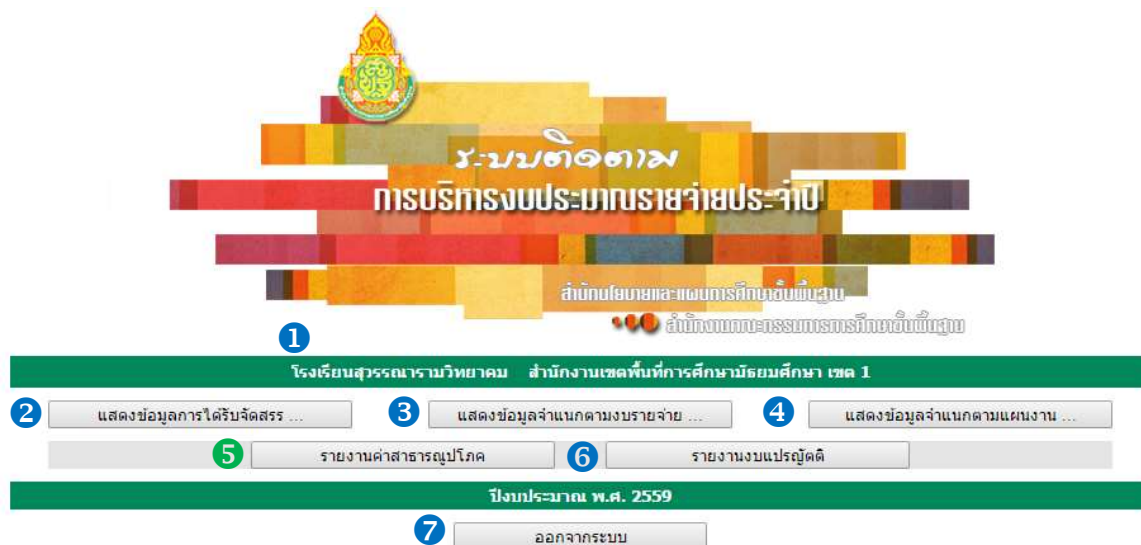 ระบบติดตาม
การบริหารงบประมาณรายจ่ายประจำปี
สำนักนโยบายและแผนการศึกษาขั้นพื้นฐาน
สำนักงานคณะกรรมการการศึกษาขั้นพื้นฐาน
1
โรงเรียนสุวรรณารามวิทยาคม สำนักงานเขตพื้นที่การศึกษามัธยมศึกษา เขต 1
2 แสดงข้อมูลการได้รับจัดสรร ... 3 แสดงข้อมูลจำแนกตามงบรายจ่าย ... 4 แสดงข้อมูลจำแนกตามแผนงาน ...
5 รายงานค่าสาธารณูปโภค 6 รายงานงบแปรญัตติ
ปีงบประมาณ พ.ศ. 2559
7 ออกจากระบบ